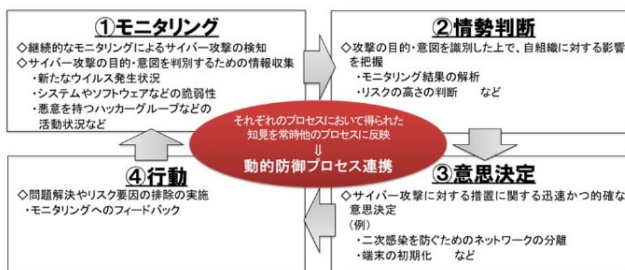 ①モニタリング
◇継続的なモニタリングによるサイバー攻撃の検知
◇サイバー攻撃の目的・意図を判別するための情報収集
・新たなウイルス発生状況
・システムやソフトウェアなどの脆弱性
・悪意を持つハッカーグループなどの
活動状況など
②情勢判断
◇攻撃の目的・意図を識別した上で、自組織に対する影響
を把握
・モニタリング結果の解析
・リスクの高さの判断 など
それぞれのプロセスにおいて得られた
知見を常時他のプロセスに反映
⇓
動的防御プロセス連携
③意思決定
◇サイバー攻撃に対する措置に関する迅速かつ的確な
意思決定
(例)
・二次感染を防ぐためのネットワークの分離
・端末の初期化 など
④行動
◇問題解決やリスク要因の排除の実施
・モニタリングへのフィードバック